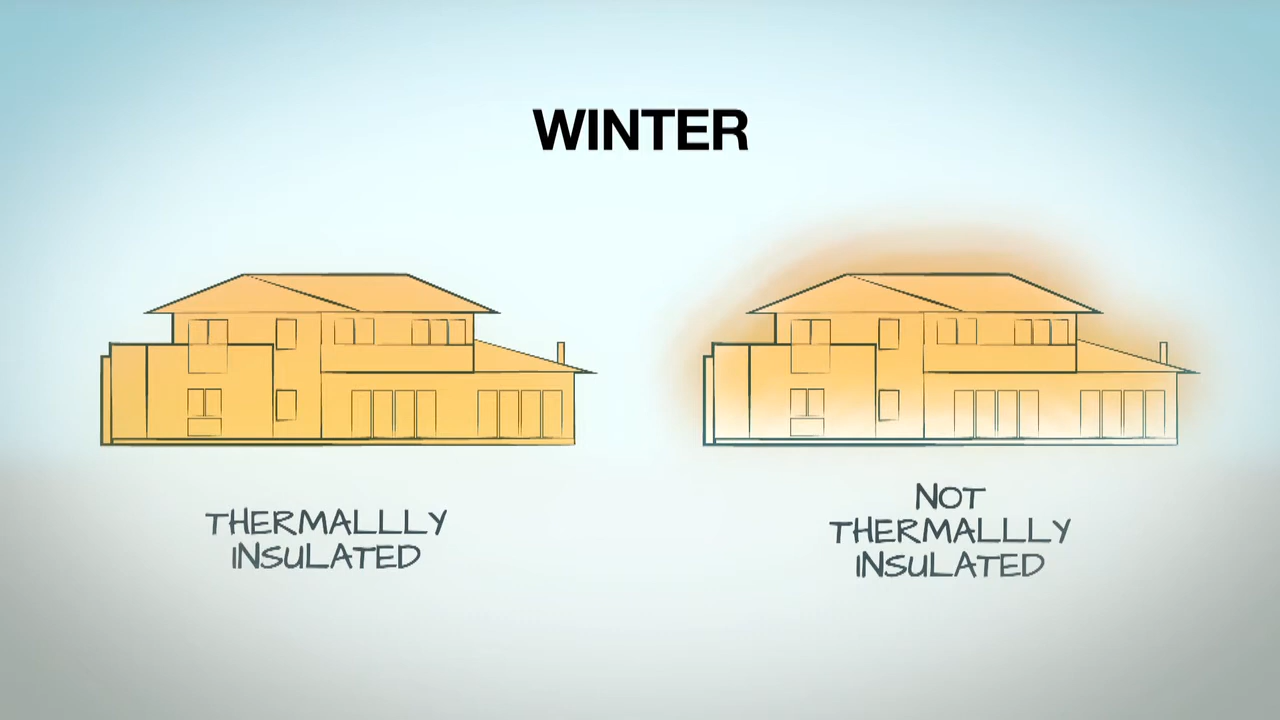 WINTER
THERMALLLY
INSULATED
NOT
THERMALLLY
INSULATED